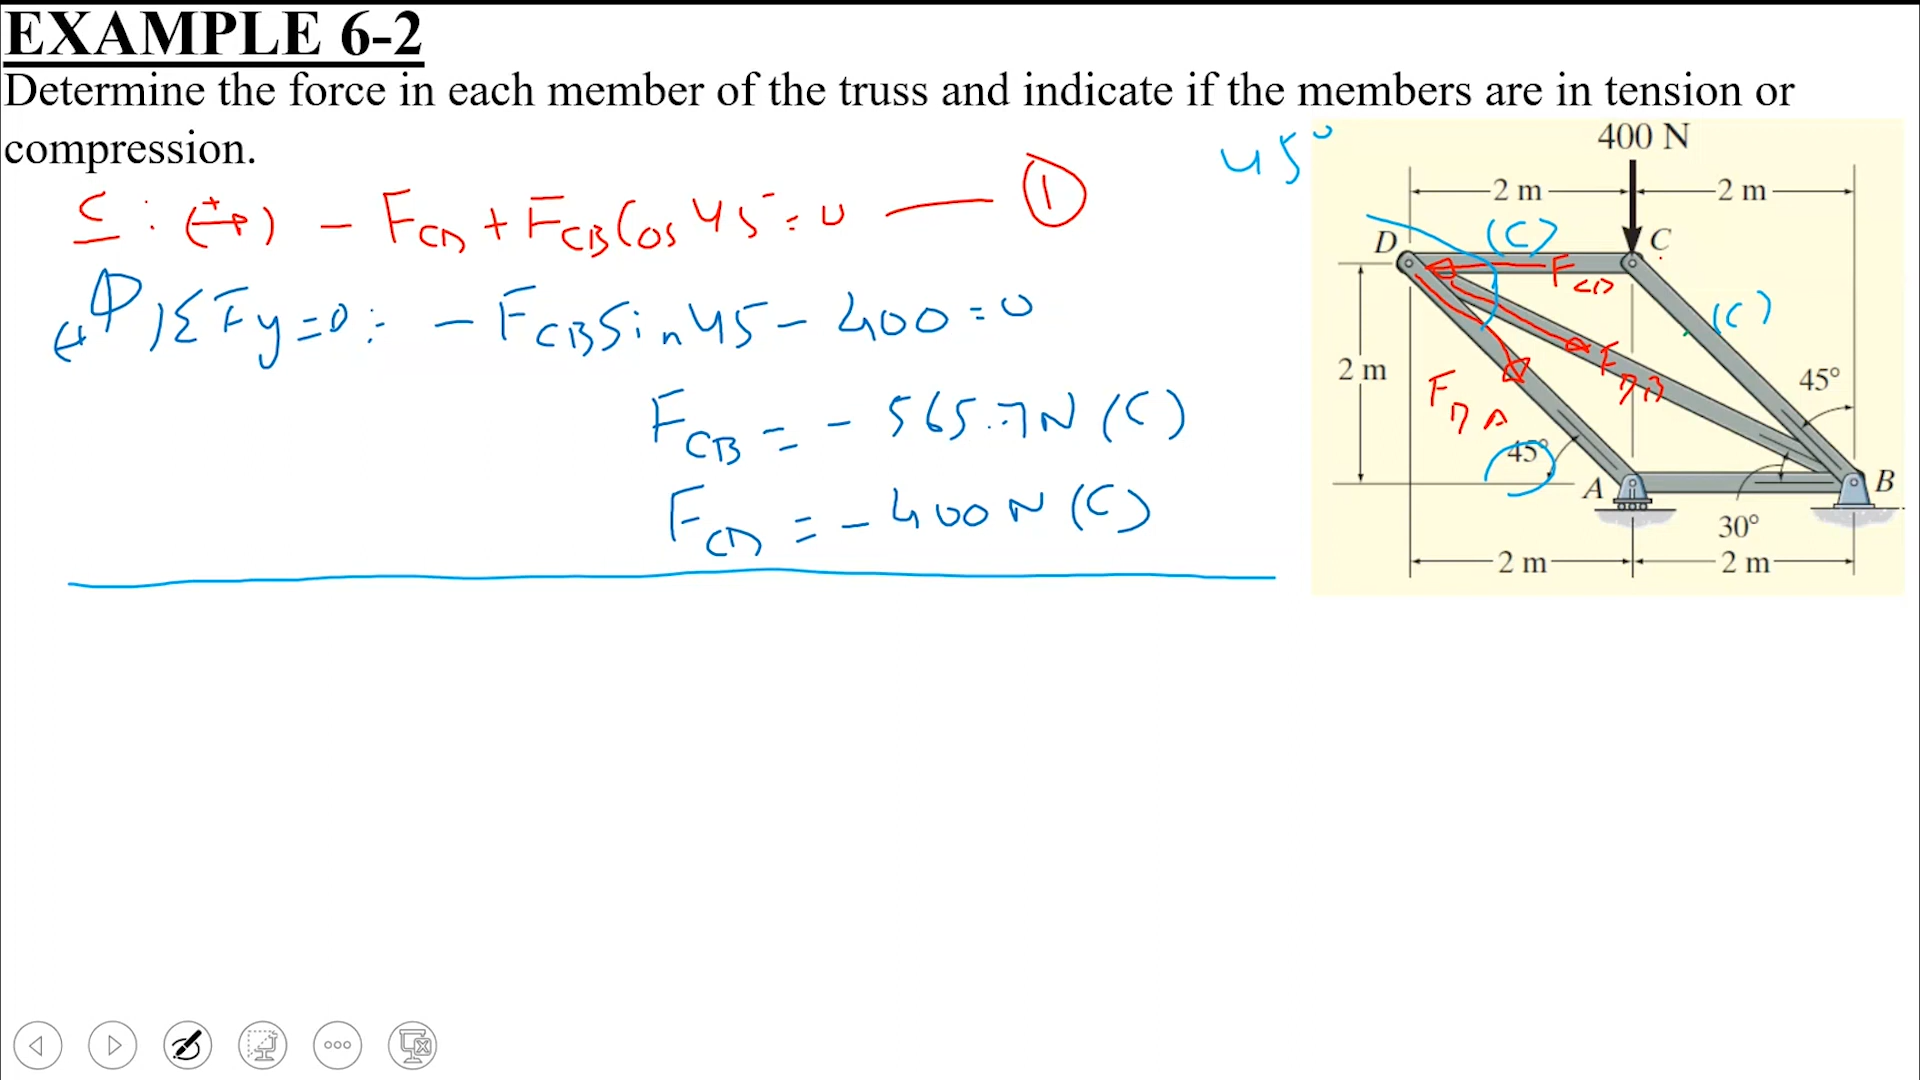 EXAMPLE 6-2
Determine the force in each member of the truss and indicate if the members are in tension or
compression.
C : (+→) - F_CD + F_CB Cos 45 = 0 —— ①
(+↑) ΣFy=0 : - F_CB Sin 45 - 400 = 0
F_CB = - 565.7 N (C)
F_CD = - 400 N (C)
45°
400 N
2 m
2 m
(C)
D
C
F_CD
(C)
2 m
F_DB
45°
F_DA
45°
A
B
30°
2 m
2 m